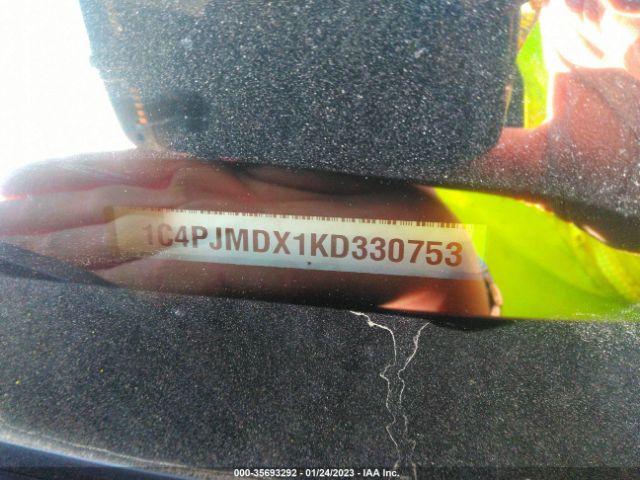 1C4PJMDX1KD330753
000-35693292 - 01/24/2023 - IAA Inc.